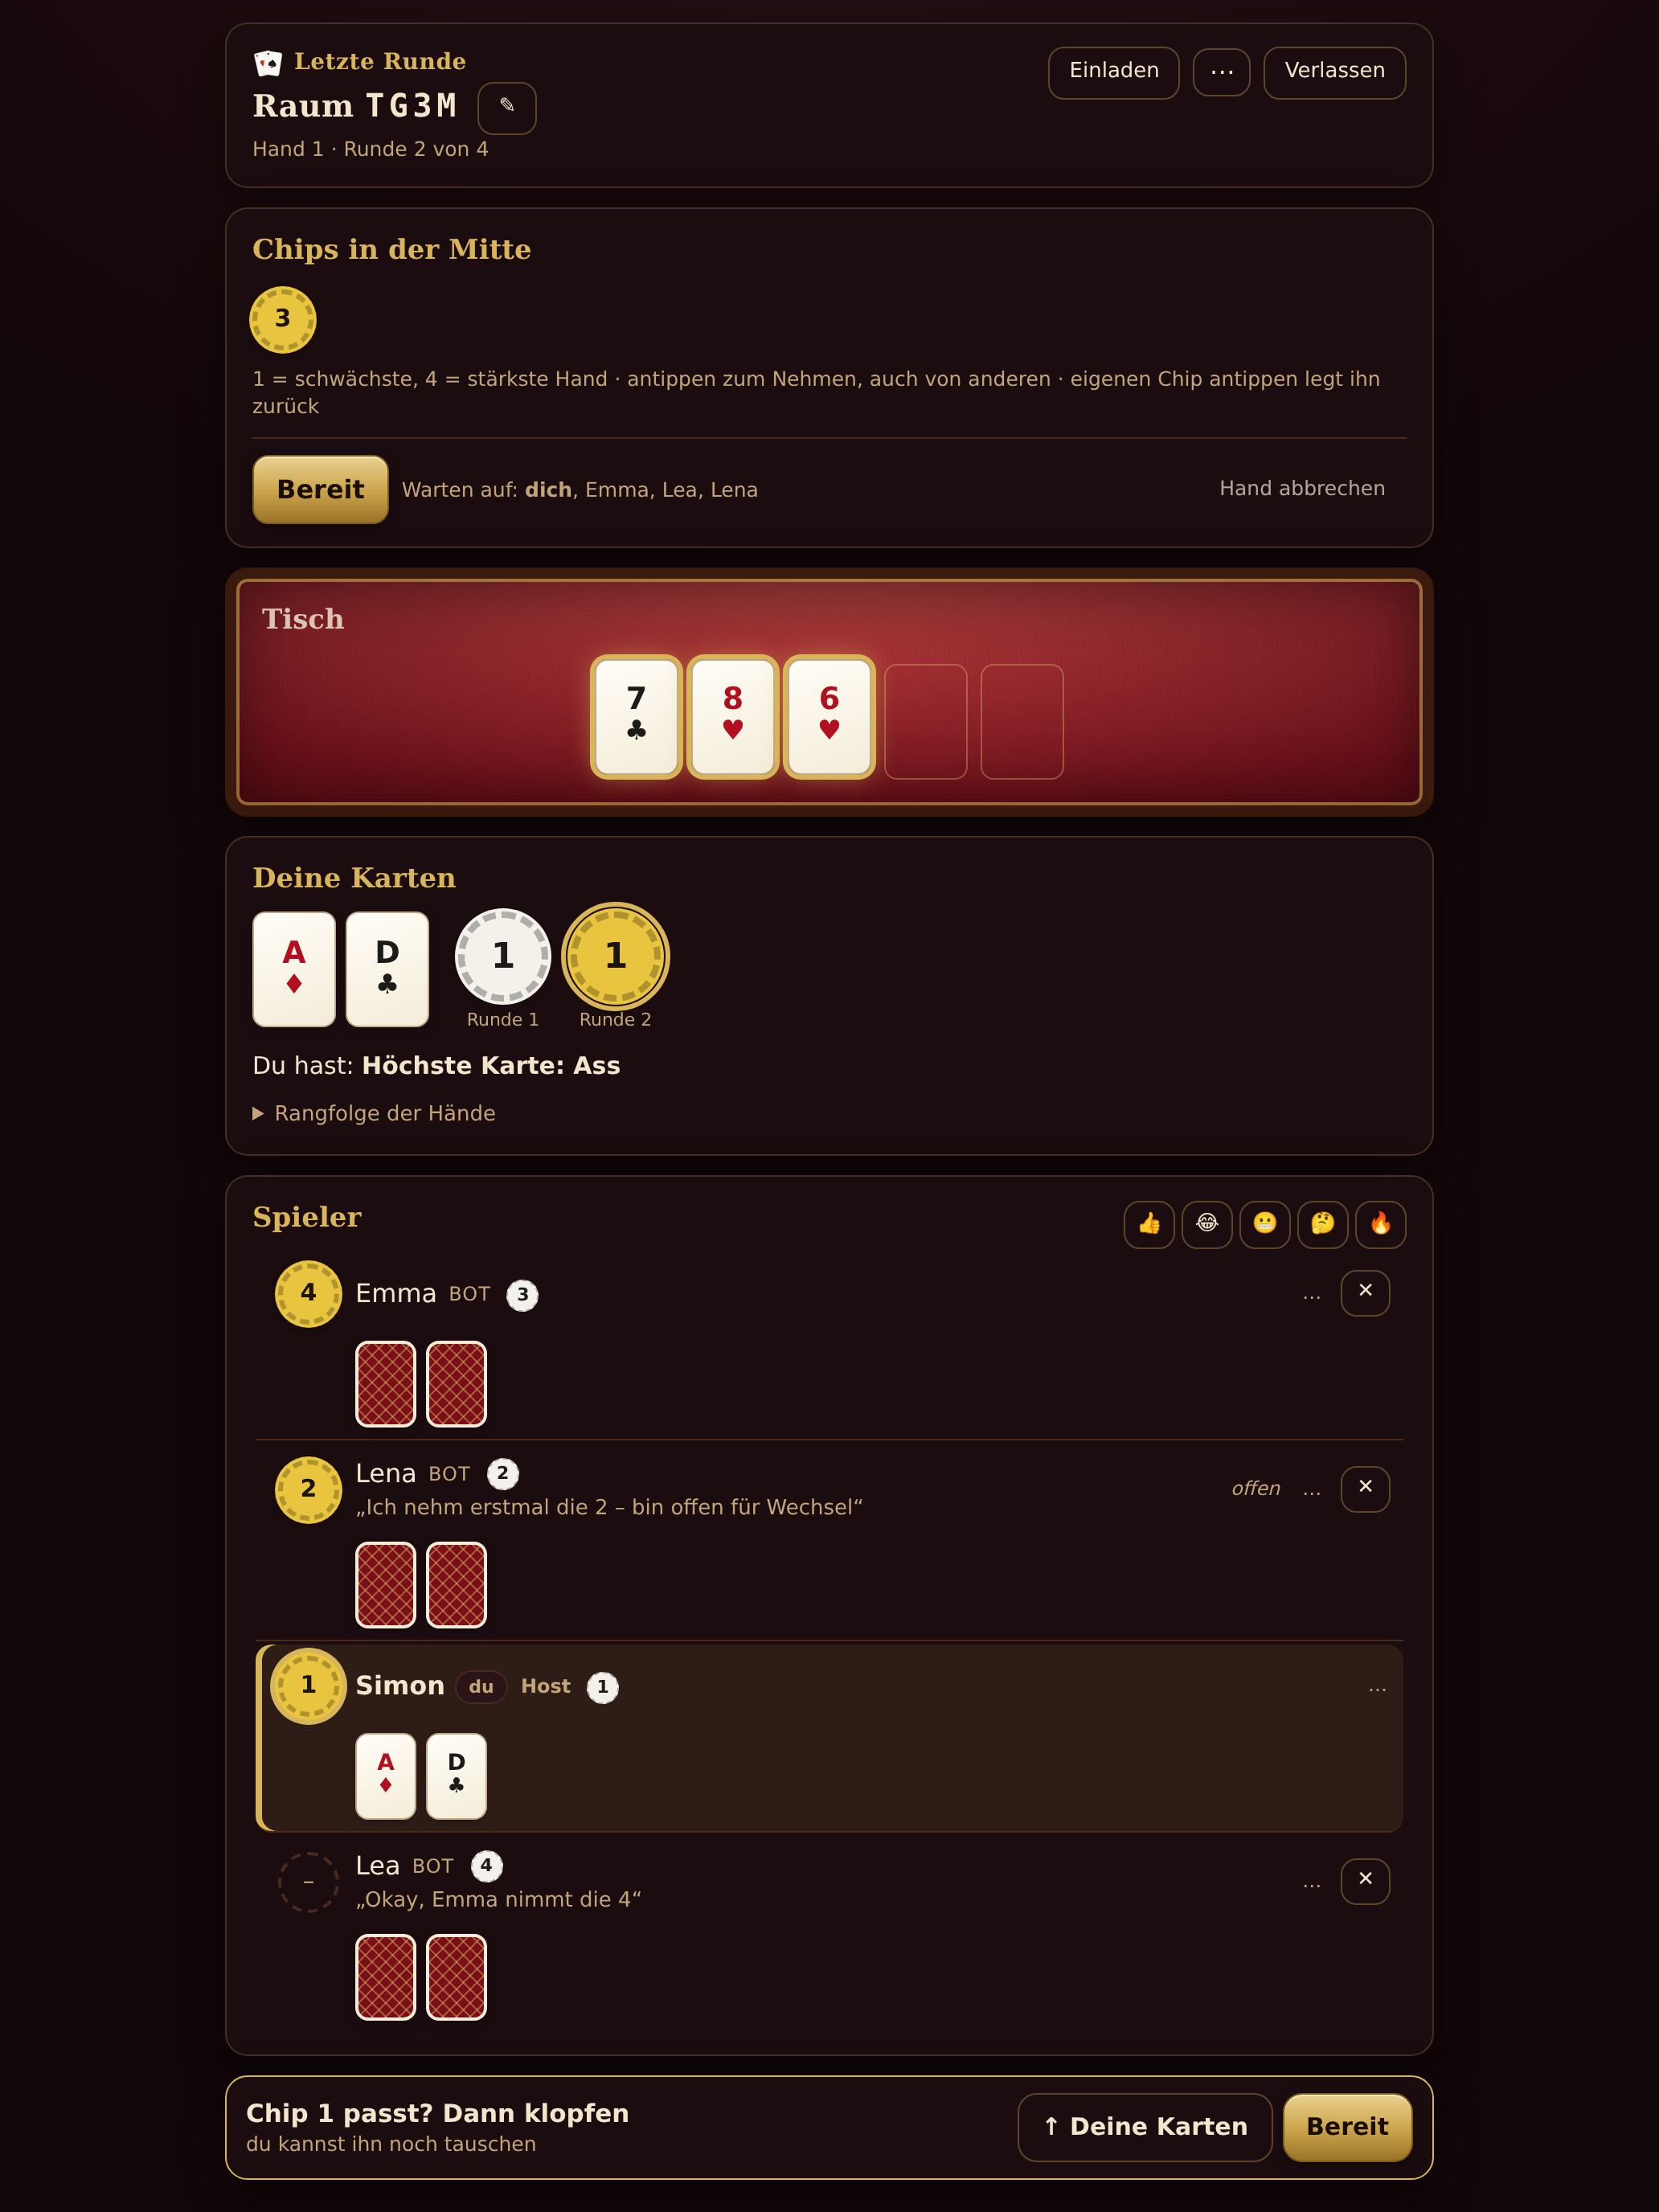 Letzte Runde
Raum TG3M ✎
Hand 1 · Runde 2 von 4
Einladen … Verlassen
Chips in der Mitte
3
1 = schwächste, 4 = stärkste Hand · antippen zum Nehmen, auch von anderen · eigenen Chip antippen legt ihn
zurück
Bereit Warten auf: dich, Emma, Lea, Lena Hand abbrechen
Tisch
7 8 6
♣ ♥ ♥
Deine Karten
A D 1 1
♦ ♣
Runde 1 Runde 2
Du hast: Höchste Karte: Ass
▶ Rangfolge der Hände
Spieler 👍 😂 😬 🤔 🔥
4 Emma BOT 3 … ✕
2 Lena BOT 2 offen … ✕
„Ich nehm erstmal die 2 – bin offen für Wechsel“
1 Simon du Host 1 …
A D
♦ ♣
– Lea BOT 4 … ✕
„Okay, Emma nimmt die 4“
Chip 1 passt? Dann klopfen
du kannst ihn noch tauschen
↑ Deine Karten Bereit